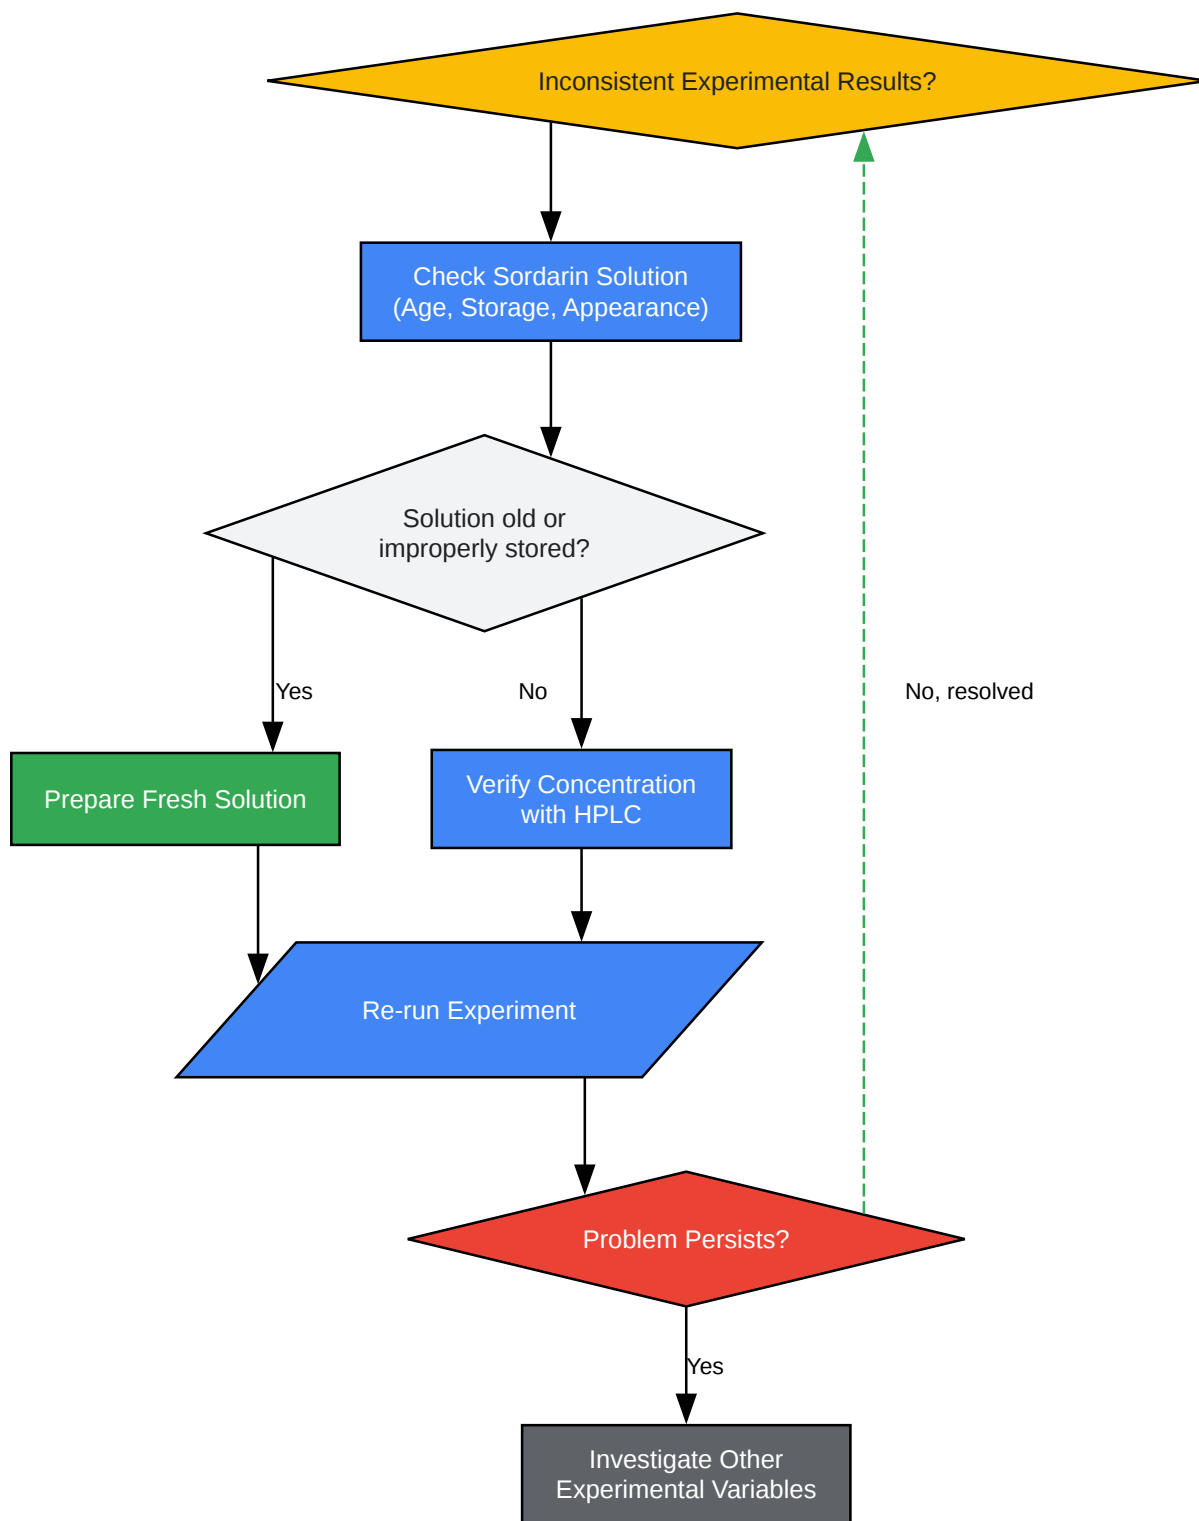 Inconsistent Experimental Results?
Check Sordarin Solution
(Age, Storage, Appearance)
Solution old or
improperly stored?
Yes
No
No, resolved
Prepare Fresh Solution
Verify Concentration
with HPLC
Re-run Experiment
Problem Persists?
Yes
Investigate Other
Experimental Variables